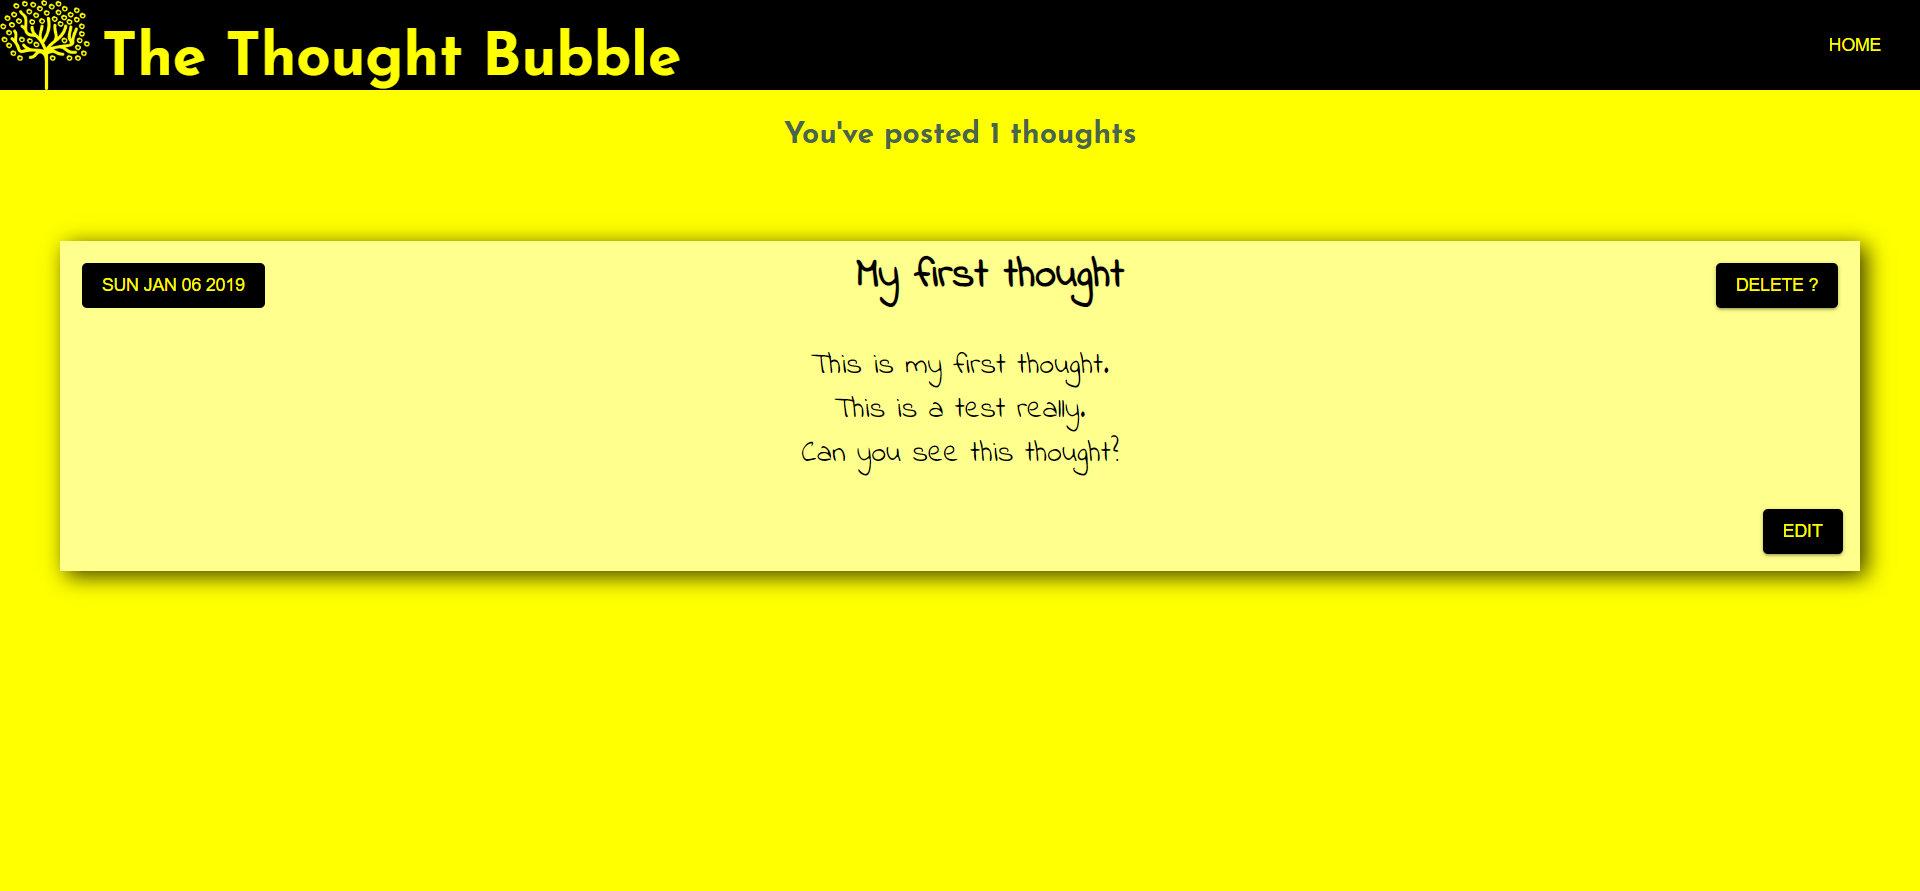 The Thought Bubble
HOME
You've posted 1 thoughts
SUN JAN 06 2019
My first thought
DELETE ?
This is my first thought.
This is a test really.
Can you see this thought?
EDIT